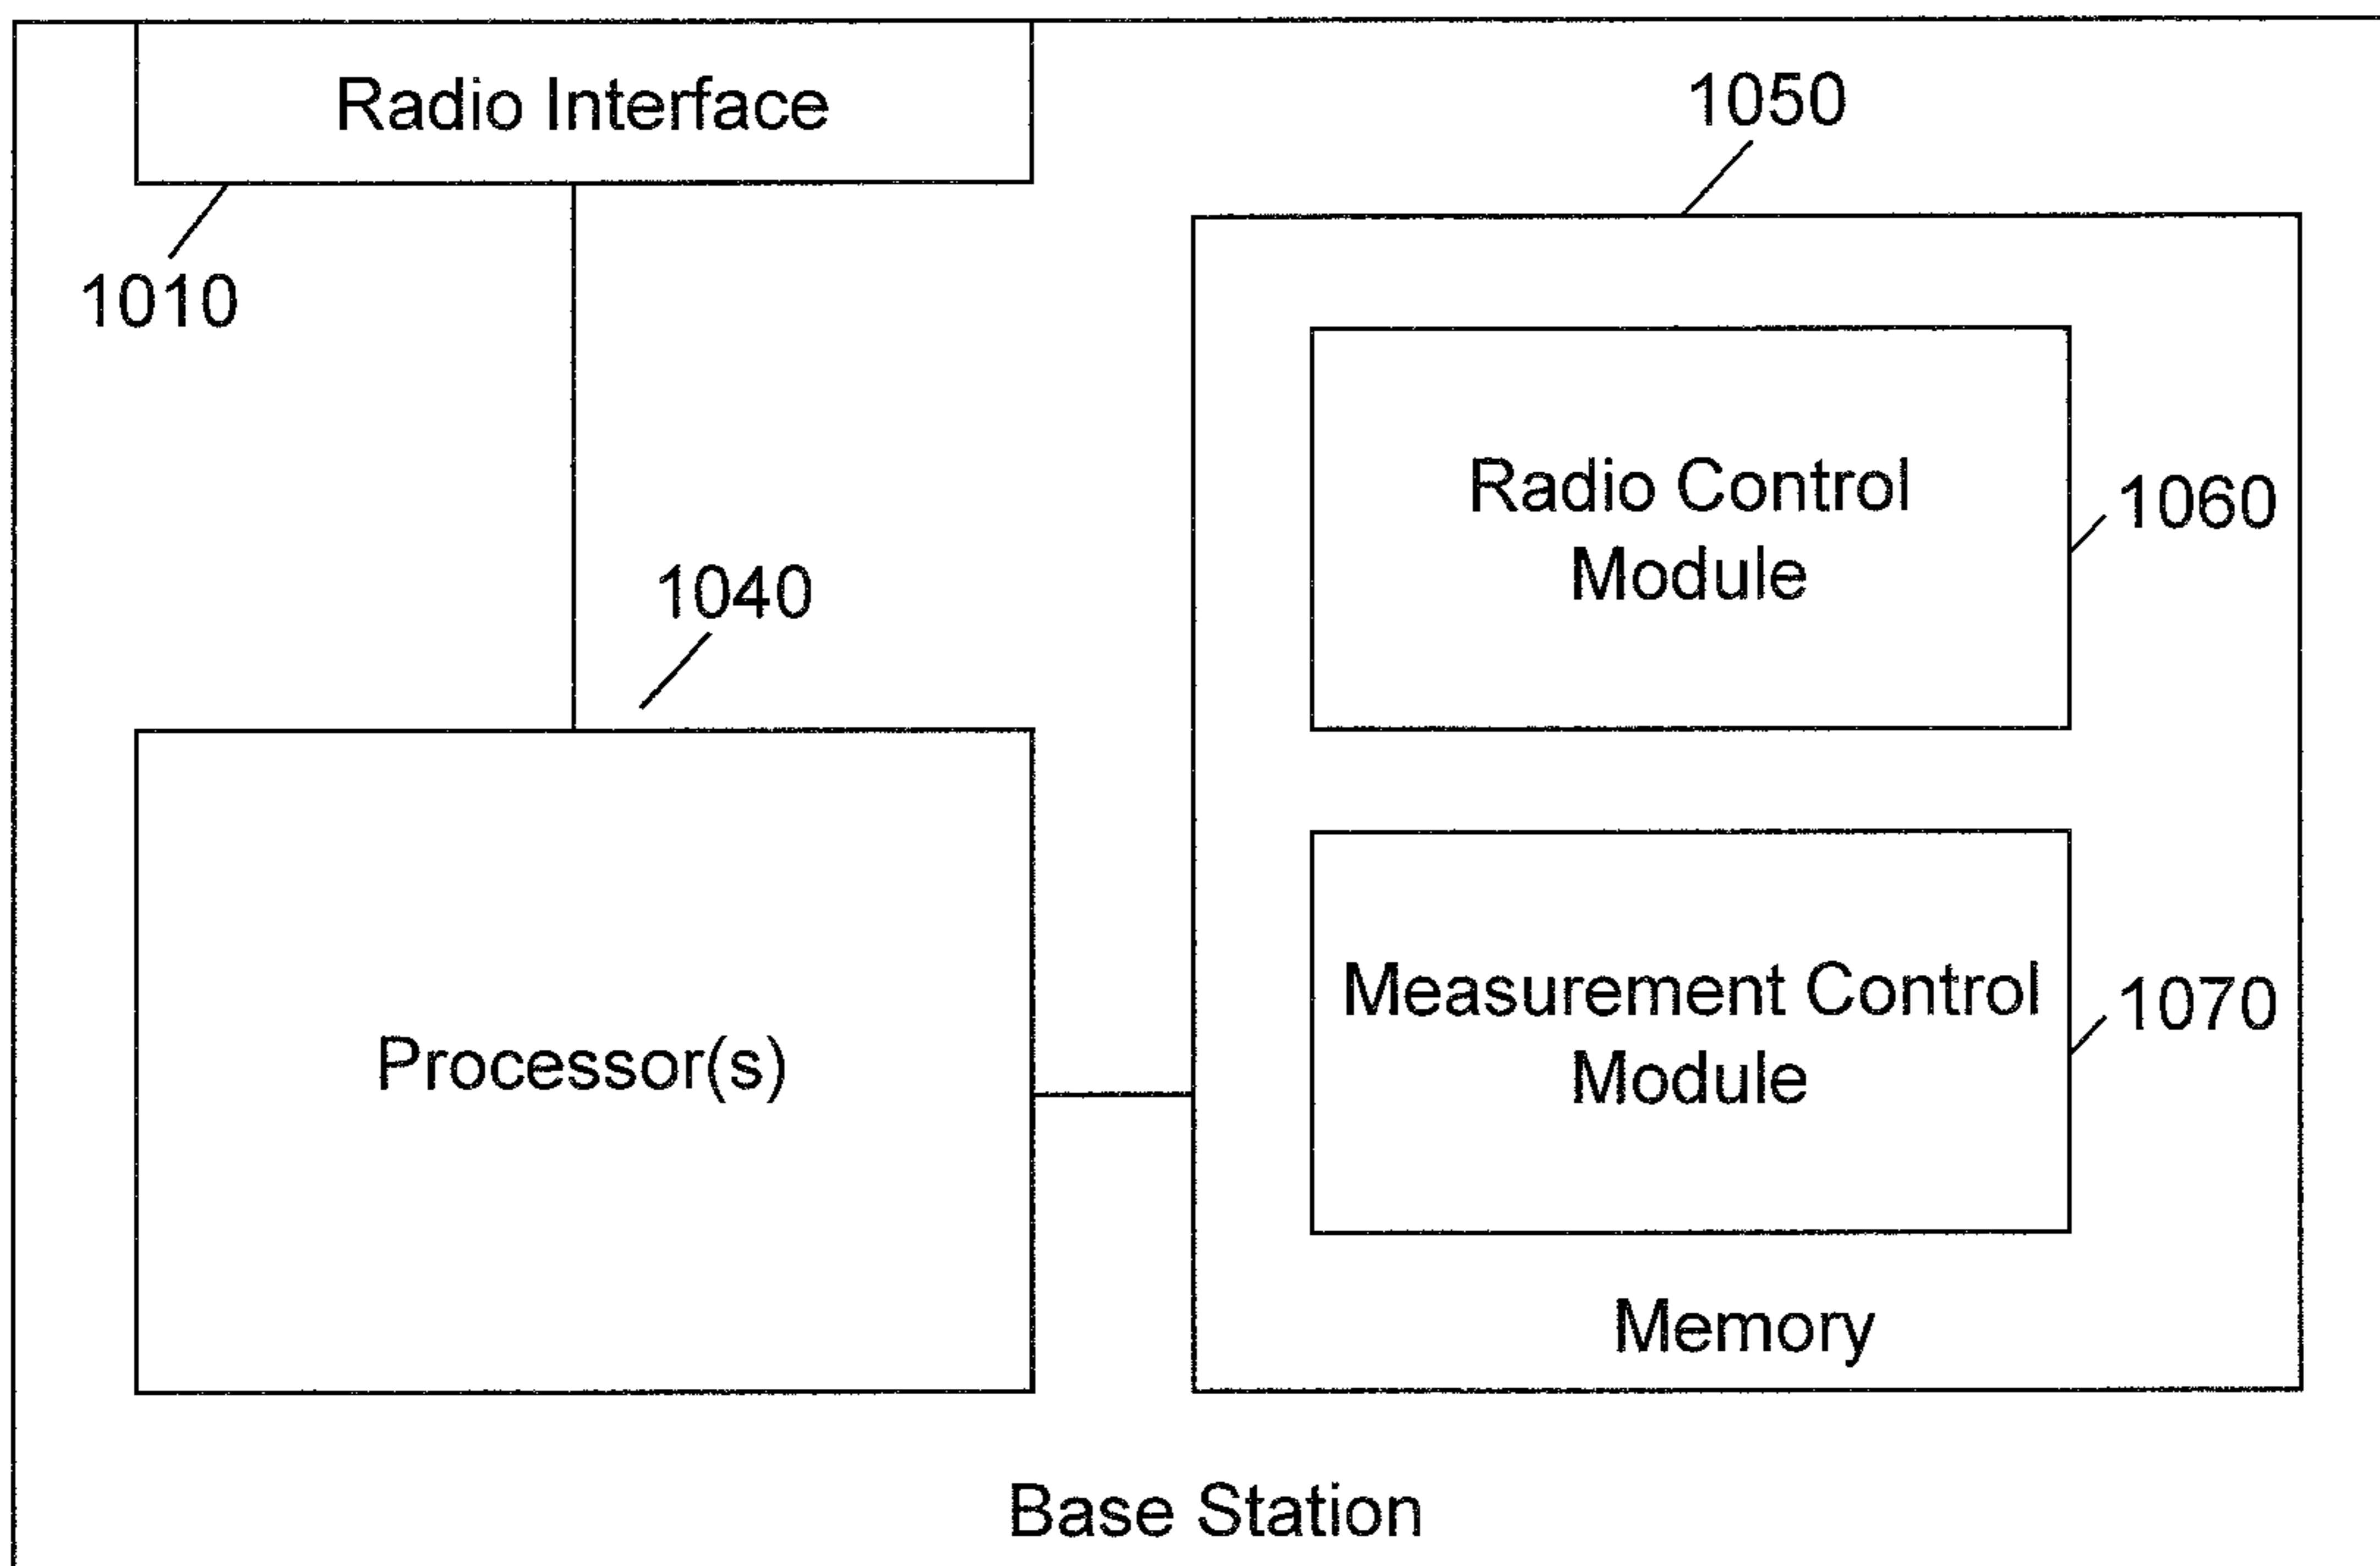 Radio Interface
1010
1050
Radio Control
Module
1060
1040
Processor(s)
Measurement Control
Module
1070
Memory
Base Station